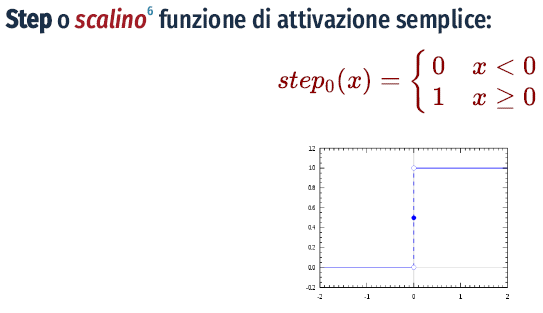 Step o scalino⁶ funzione di attivazione semplice:
step₀(x) = { 0 x < 0
1 x ≥ 0
1.2
1.0
0.8
0.6
0.4
0.2
0.0
-0.2
-2 -1 0 1 2